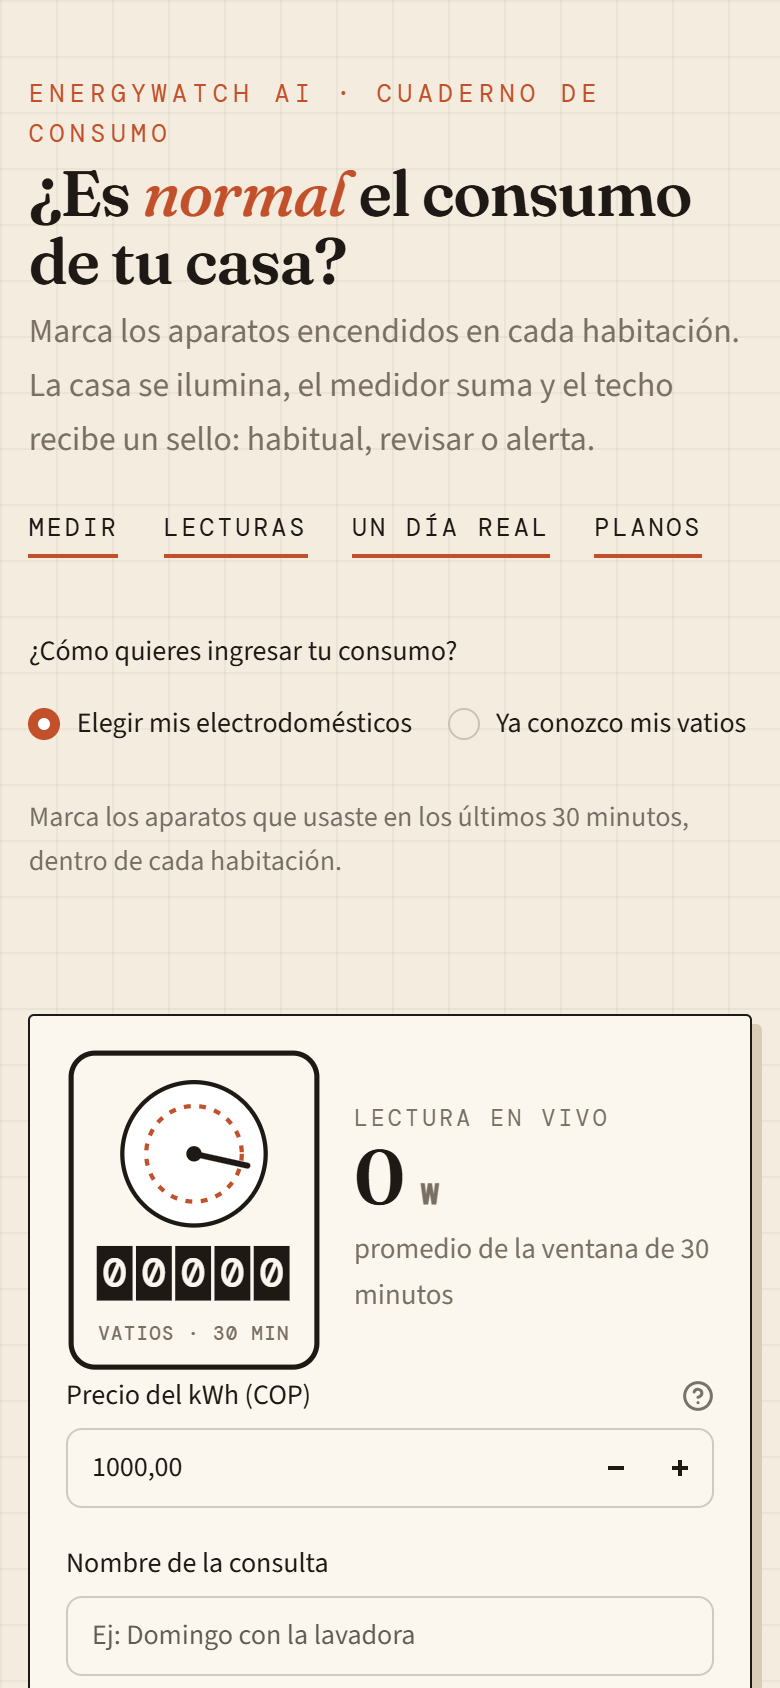 ENERGYWATCH AI · CUADERNO DE
CONSUMO
¿Es normal el consumo
de tu casa?
Marca los aparatos encendidos en cada habitación.
La casa se ilumina, el medidor suma y el techo
recibe un sello: habitual, revisar o alerta.
MEDIR LECTURAS UN DÍA REAL PLANOS
¿Cómo quieres ingresar tu consumo?
Elegir mis electrodomésticos Ya conozco mis vatios
Marca los aparatos que usaste en los últimos 30 minutos,
dentro de cada habitación.
00000
VATIOS · 30 MIN
LECTURA EN VIVO
0 W
promedio de la ventana de 30
minutos
Precio del kWh (COP) ?
1000,00 − +
Nombre de la consulta
Ej: Domingo con la lavadora